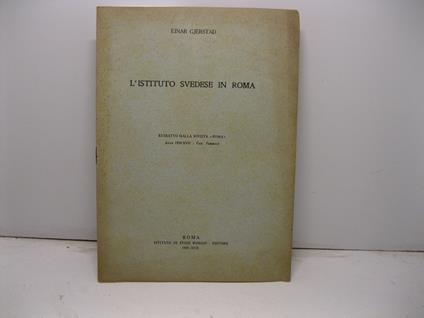 EINAR GJERSTAD
L'ISTITUTO SVEDESE IN ROMA
ESTRATTO DALLA RIVISTA «ROMA»
ROMA
ISTITUTO DI STUDI ROMANI - EDITORE